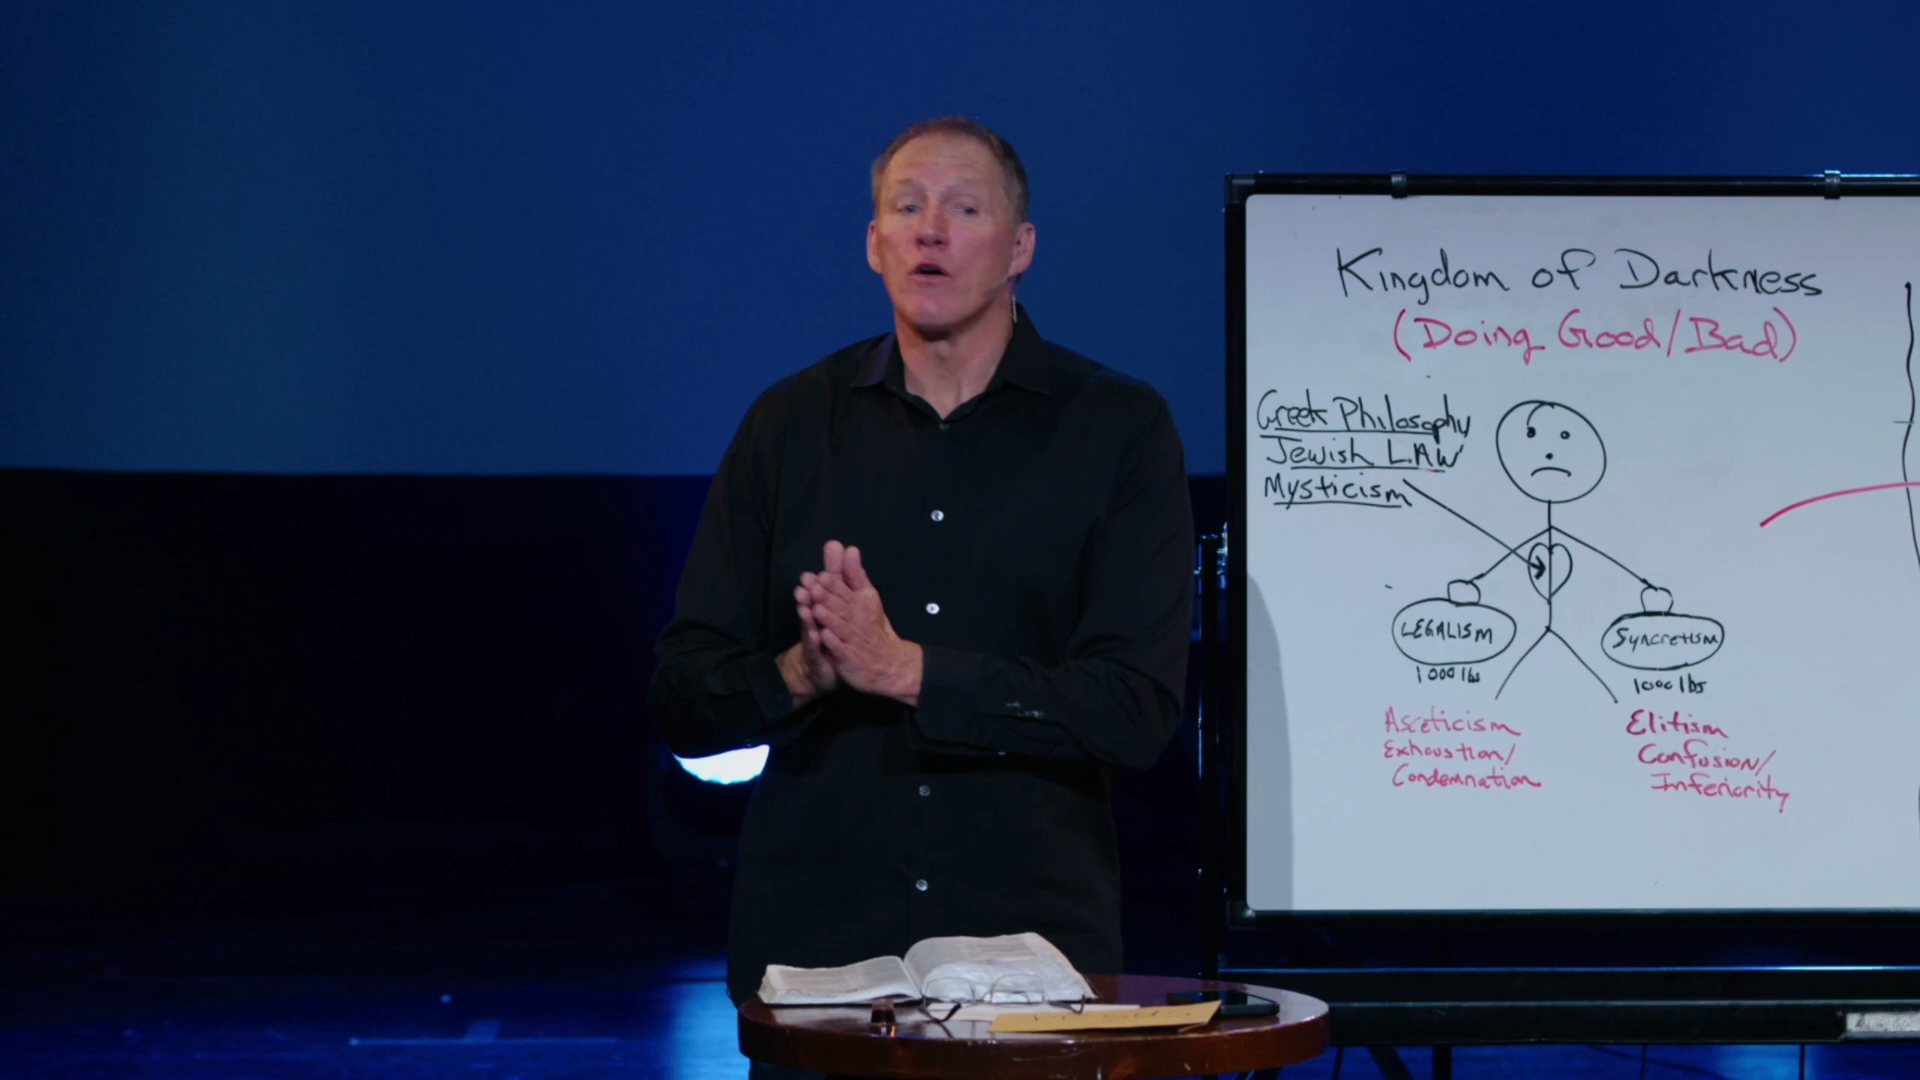 Kingdom of Darkness
(Doing Good/Bad)
Greek Philosophy
Jewish LAW
Mysticism
LEGALISM
1000 lbs
Syncretism
1000 lbs
Asceticism
Exhaustion/
Condemnation
Elitism
Confusion/
Inferiority